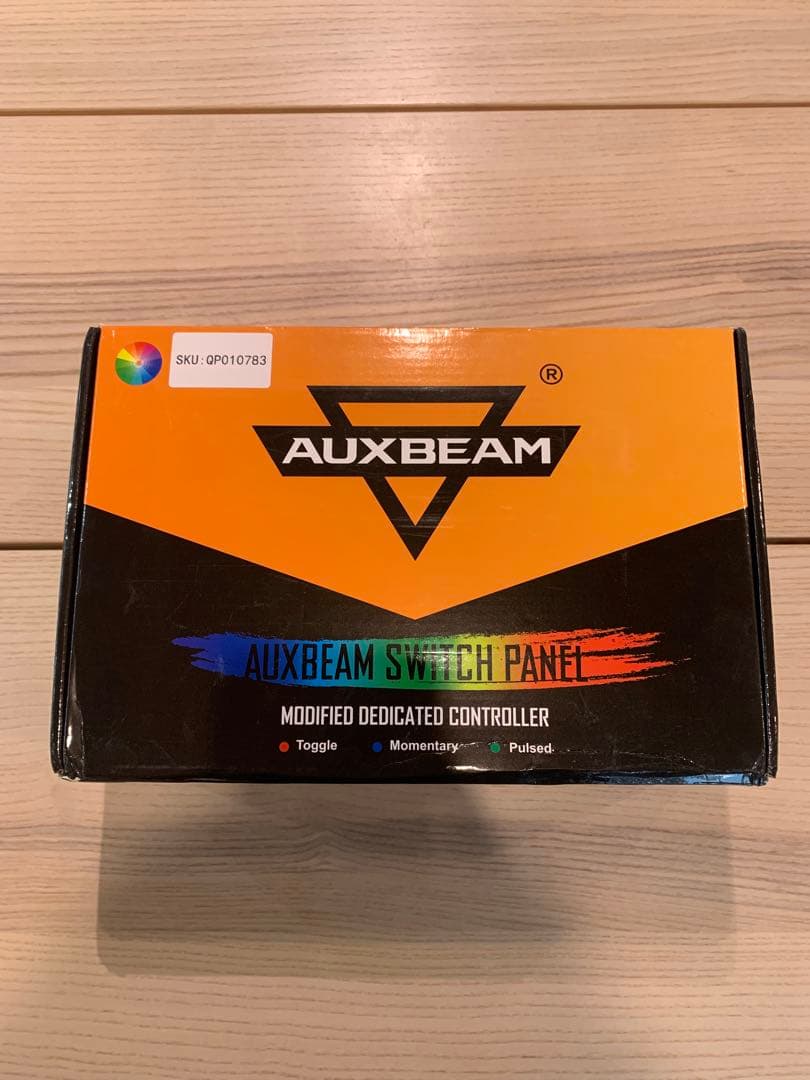 SKU:QP010783
®
AUXBEAM
AUXBEAM SWITCH PANEL
MODIFIED DEDICATED CONTROLLER
Toggle Momentary Pulsed